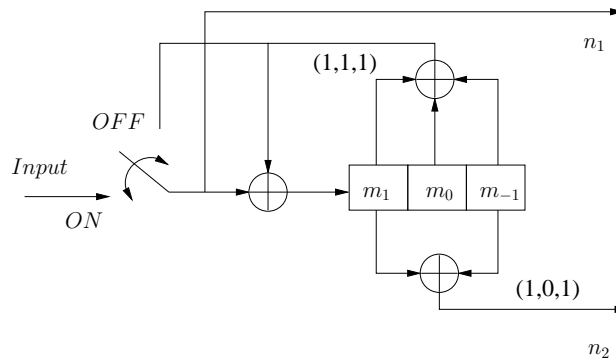 n₁
(1,1,1)
OFF
Input
m₁ m₀ m₋₁
ON
(1,0,1)
n₂